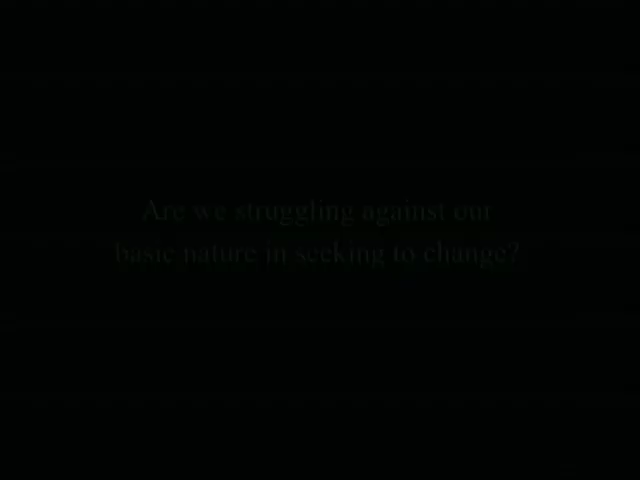 Are we struggling against our
basic nature in seeking to change?